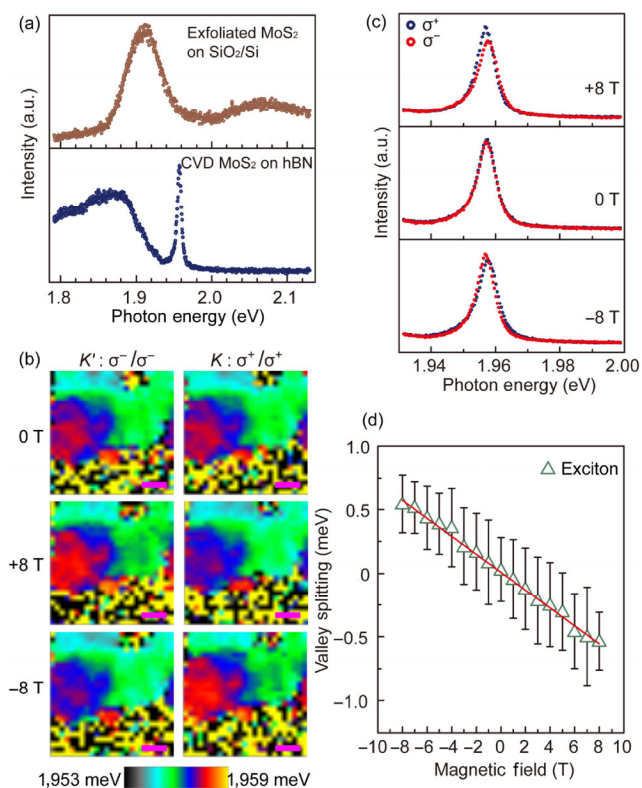 (a)
Exfoliated MoS₂
on SiO₂/Si
CVD MoS₂ on hBN
Intensity (a.u.)
1.9 1.9 2.0 2.1
Photon energy (eV)
(b)
K′ : σ⁻/σ⁻ K : σ⁺/σ⁺
0 T
+8 T
−8 T
1,953 meV 1,959 meV
(c)
σ⁺
σ⁻
+8 T
0 T
−8 T
Intensity (a.u.)
1.94 1.96 1.98 2.00
Photon energy (eV)
(d)
Exciton
Valley splitting (meV)
1.0
0.5
0
−0.5
−1.0
−10 −8 −6 −4 −2 0 2 4 6 8 10
Magnetic field (T)